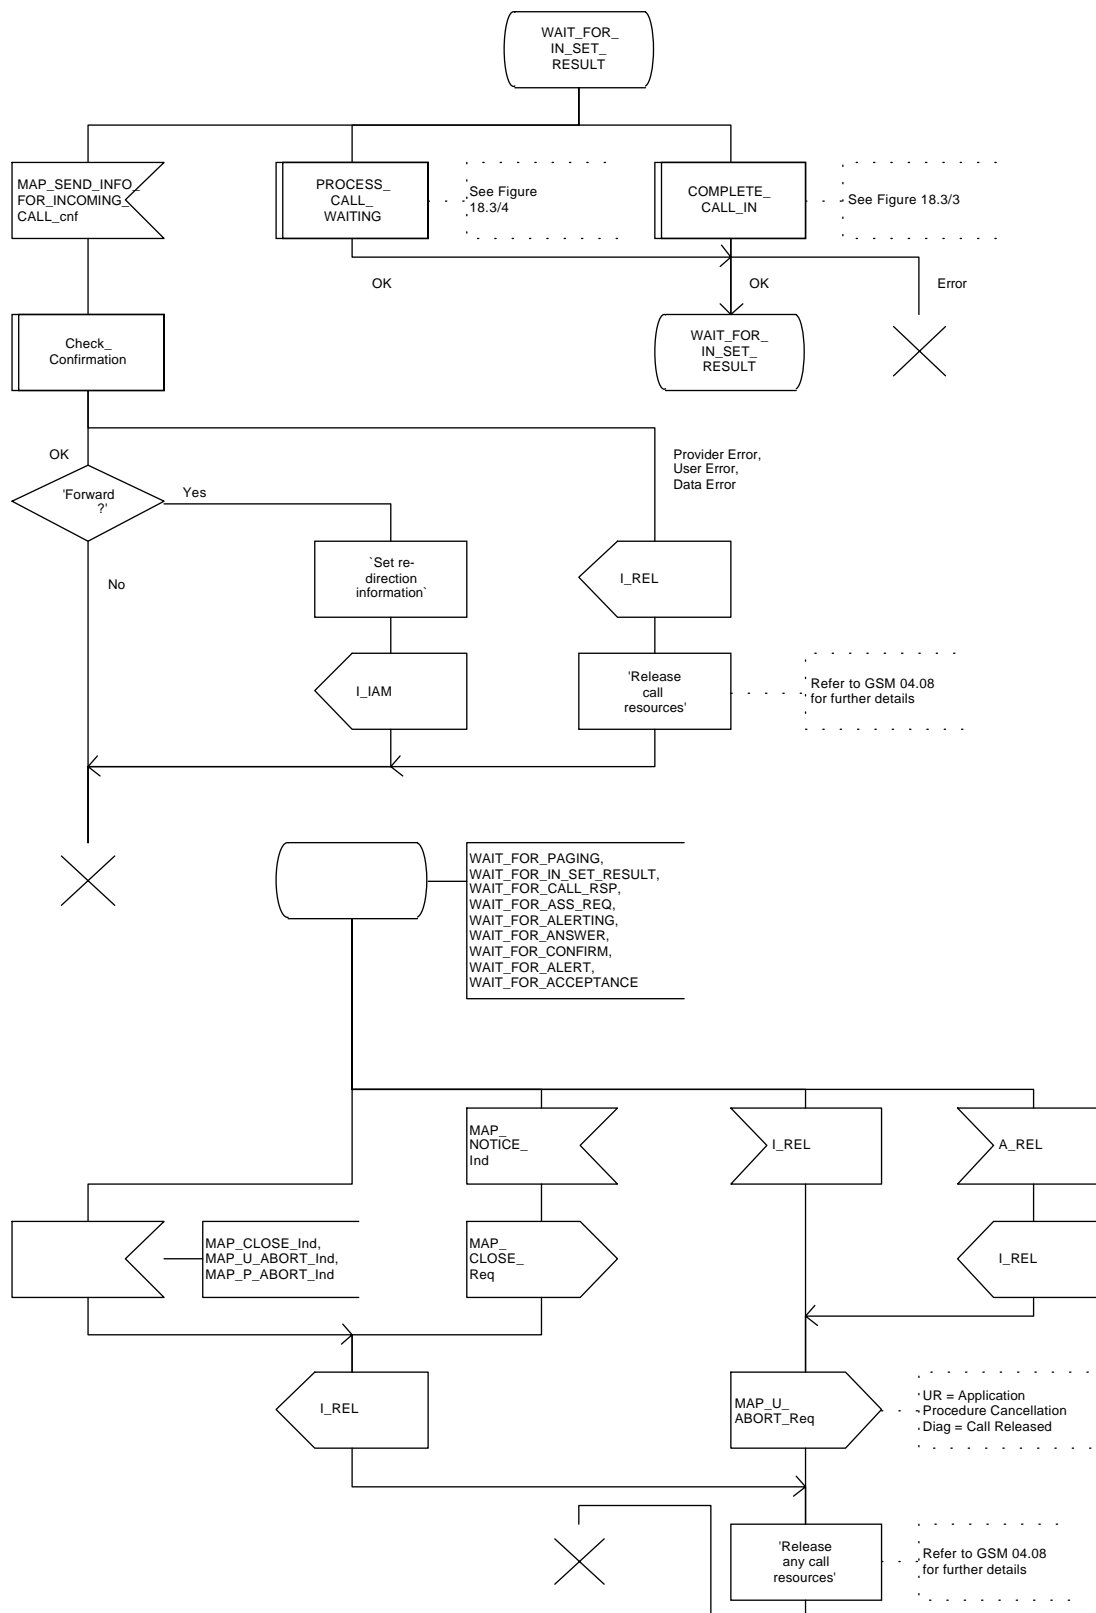 WAIT_FOR_
IN_SET_
RESULT
MAP_SEND_INFO_
FOR_INCOMING_
CALL_cnf
PROCESS_
CALL_
WAITING
See Figure
18.3/4
COMPLETE_
CALL_IN
See Figure 18.3/3
OK
OK
Error
Check_
Confirmation
WAIT_FOR_
IN_SET_
RESULT
OK
Provider Error,
User Error,
Data Error
'Forward
?'
Yes
No
`Set re-
direction
information`
I_REL
I_IAM
'Release
call
resources'
Refer to GSM 04.08
for further details
WAIT_FOR_PAGING,
WAIT_FOR_IN_SET_RESULT,
WAIT_FOR_CALL_RSP,
WAIT_FOR_ASS_REQ,
WAIT_FOR_ALERTING,
WAIT_FOR_ANSWER,
WAIT_FOR_CONFIRM,
WAIT_FOR_ALERT,
WAIT_FOR_ACCEPTANCE
MAP_
NOTICE_
Ind
I_REL
A_REL
MAP_CLOSE_Ind,
MAP_U_ABORT_Ind,
MAP_P_ABORT_Ind
MAP_
CLOSE_
Req
I_REL
I_REL
MAP_U_
ABORT_Req
UR = Application
Procedure Cancellation
Diag = Call Released
'Release
any call
resources'
Refer to GSM 04.08
for further details